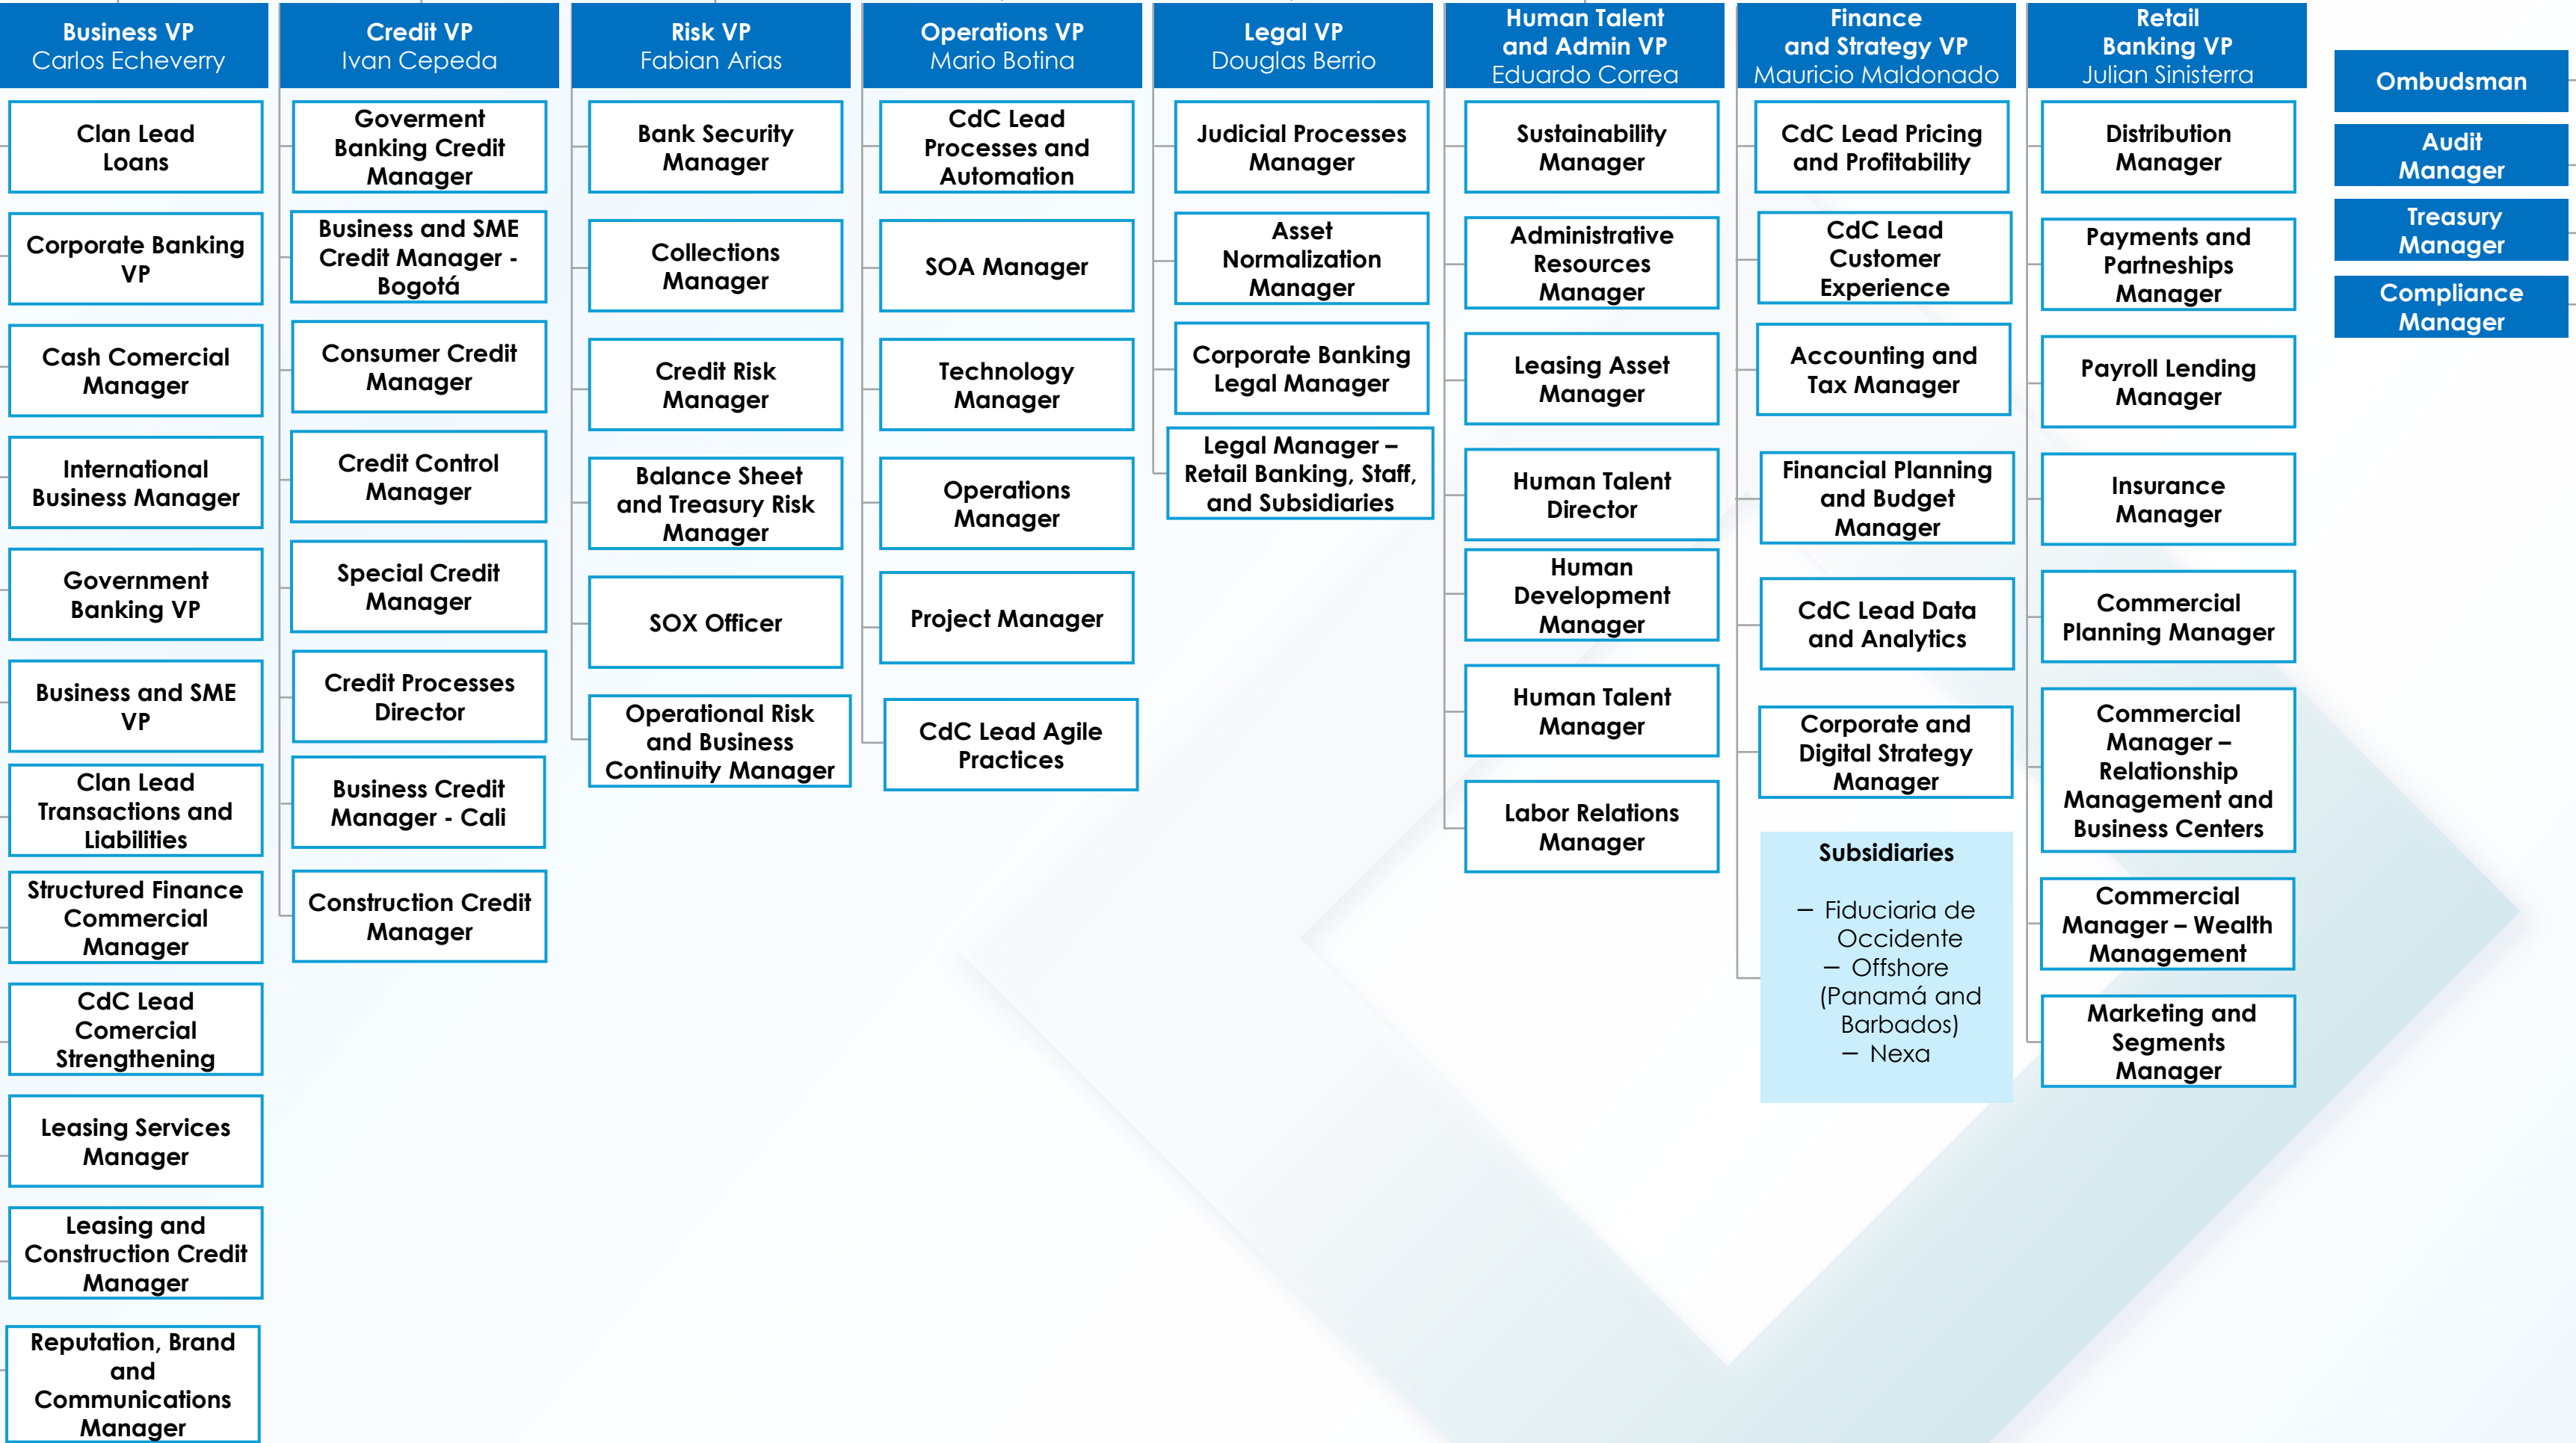 Business VP
Carlos Echeverry
Clan Lead
Loans
Corporate Banking
VP
Cash Comercial
Manager
International
Business Manager
Government
Banking VP
Business and SME
VP
Clan Lead
Transactions and
Liabilities
Structured Finance
Commercial
Manager
CdC Lead
Comercial
Strengthening
Leasing Services
Manager
Leasing and
Construction Credit
Manager
Reputation, Brand
and
Communications
Manager
Credit VP
Ivan Cepeda
Goverment
Banking Credit
Manager
Business and SME
Credit Manager -
Bogotá
Consumer Credit
Manager
Credit Control
Manager
Special Credit
Manager
Credit Processes
Director
Business Credit
Manager - Cali
Construction Credit
Manager
Risk VP
Fabian Arias
Bank Security
Manager
Collections
Manager
Credit Risk
Manager
Balance Sheet
and Treasury Risk
Manager
SOX Officer
Operational Risk
and Business
Continuity Manager
Operations VP
Mario Botina
CdC Lead
Processes and
Automation
SOA Manager
Technology
Manager
Operations
Manager
Project Manager
CdC Lead Agile
Practices
Legal VP
Douglas Berrio
Judicial Processes
Manager
Asset
Normalization
Manager
Corporate Banking
Legal Manager
Legal Manager –
Retail Banking, Staff,
and Subsidiaries
Human Talent
and Admin VP
Eduardo Correa
Sustainability
Manager
Administrative
Resources
Manager
Leasing Asset
Manager
Human Talent
Director
Human
Development
Manager
Human Talent
Manager
Labor Relations
Manager
Finance
and Strategy VP
Mauricio Maldonado
CdC Lead Pricing
and Profitability
CdC Lead
Customer
Experience
Accounting and
Tax Manager
Financial Planning
and Budget
Manager
CdC Lead Data
and Analytics
Corporate and
Digital Strategy
Manager
Subsidiaries
– Fiduciaria de
Occidente
– Offshore
(Panamá and
Barbados)
– Nexa
Retail
Banking VP
Julian Sinisterra
Distribution
Manager
Payments and
Partneships
Manager
Payroll Lending
Manager
Insurance
Manager
Commercial
Planning Manager
Commercial
Manager –
Relationship
Management and
Business Centers
Commercial
Manager – Wealth
Management
Marketing and
Segments
Manager
Ombudsman
Audit
Manager
Treasury
Manager
Compliance
Manager